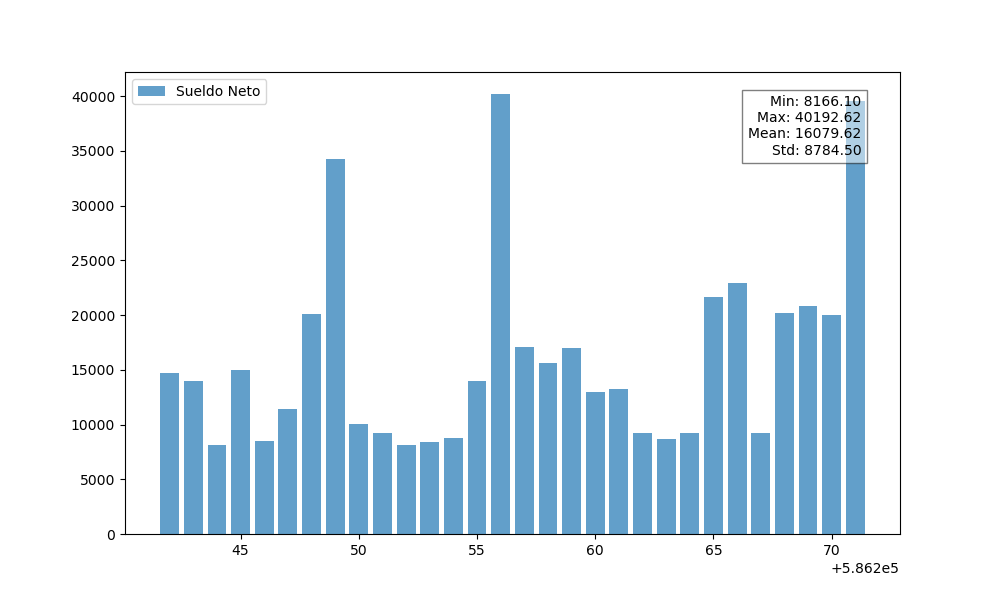 Sueldo Neto
Min: 8166.10
Max: 40192.62
Mean: 16079.62
Std: 8784.50
40000
35000
30000
25000
20000
15000
10000
5000
0
45 50 55 60 65 70
+5.862e5